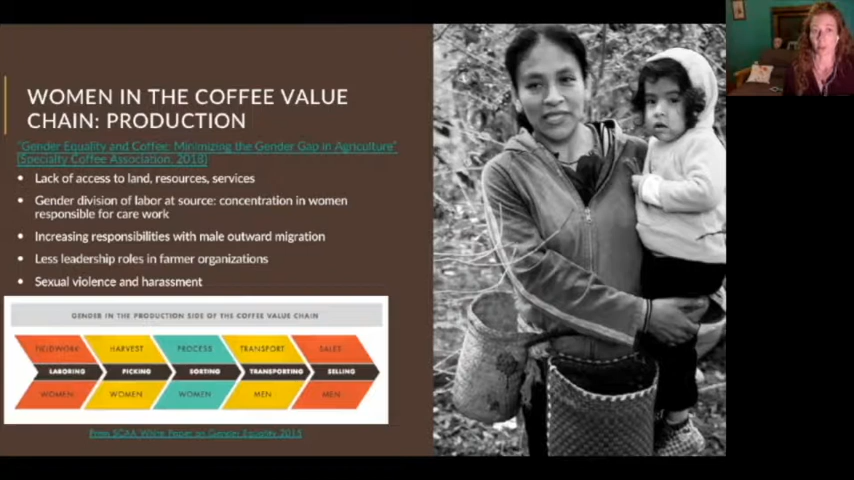 WOMEN IN THE COFFEE VALUE
CHAIN: PRODUCTION
"Gender Equality and Coffee: Minimizing the Gender Gap in Agriculture"
(Specialty Coffee Association, 2018)
• Lack of access to land, resources, services
• Gender division of labor at source: concentration in women
responsible for care work
• Increasing responsibilities with male outward migration
• Less leadership roles in farmer organizations
• Sexual violence and harassment
GENDER IN THE PRODUCTION SIDE OF THE COFFEE VALUE CHAIN
FIELDWORK HARVEST PROCESS TRANSPORT SALES
LABORING PICKING SORTING TRANSPORTING SELLING
WOMEN WOMEN WOMEN MEN MEN
From SCAA White Paper on Gender Equality 2015